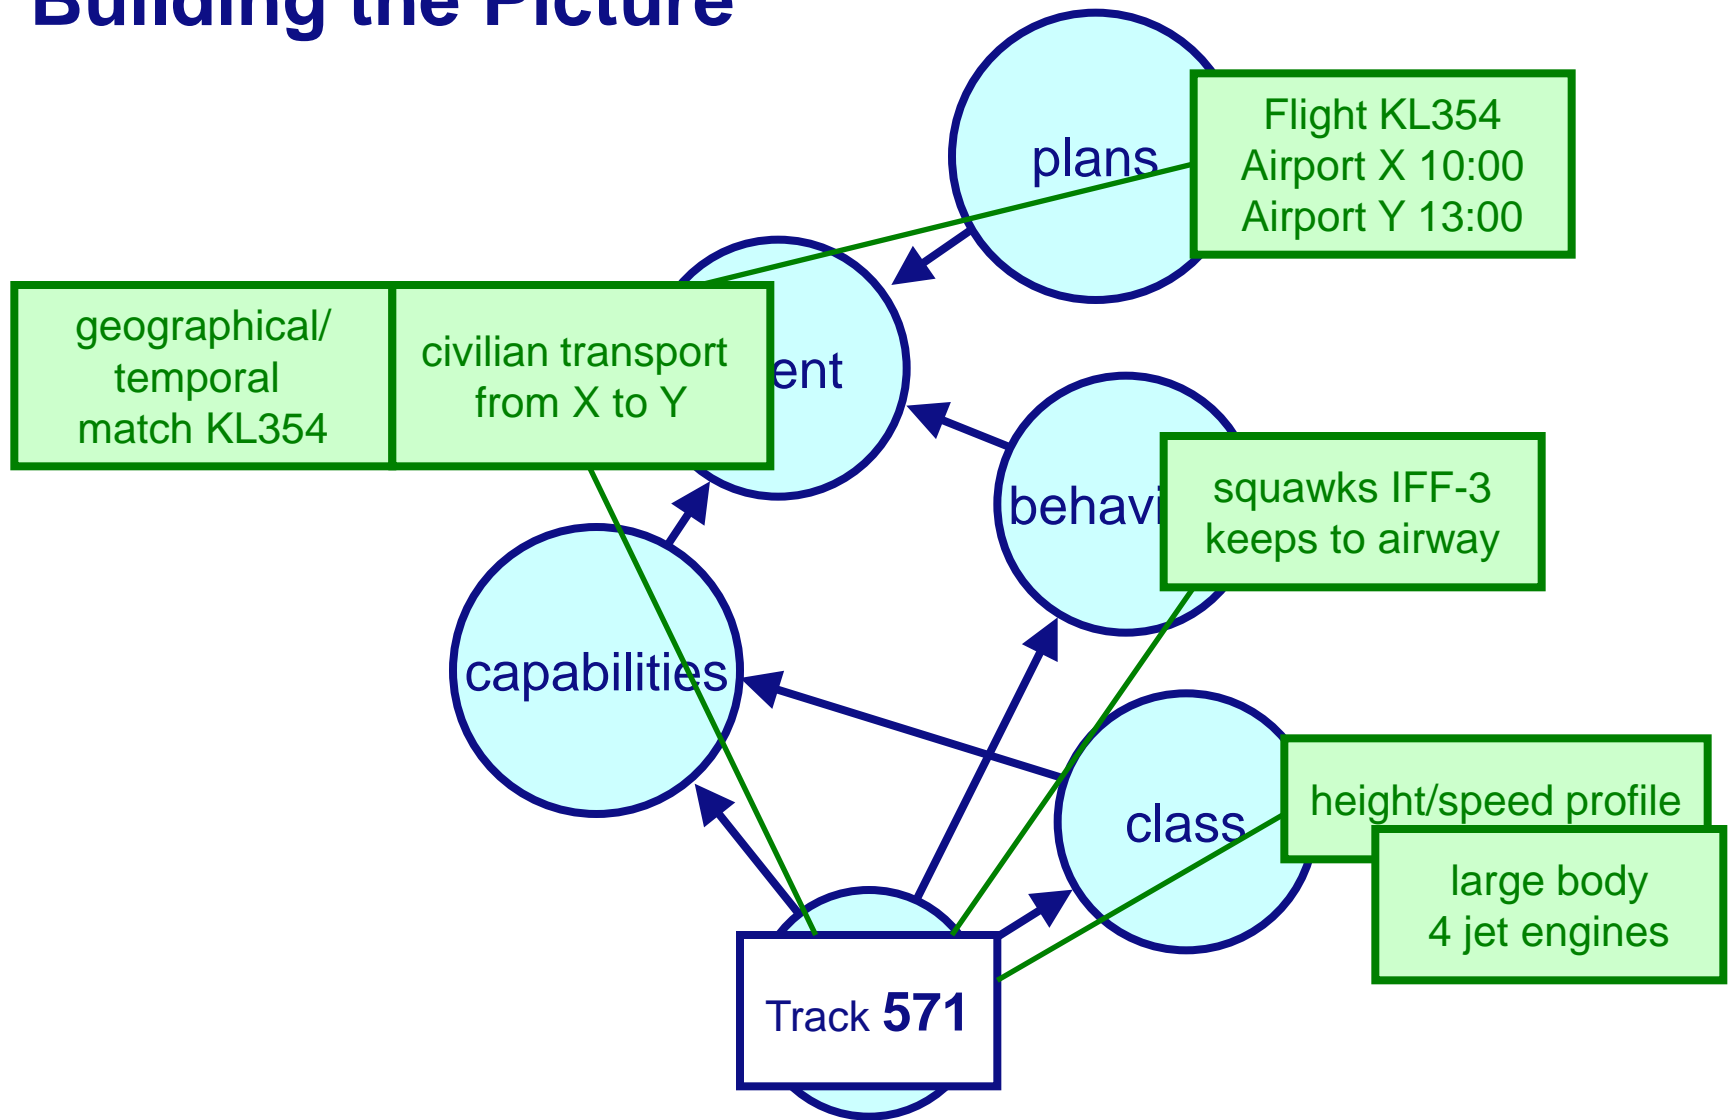 Building the Picture
plans
Flight KL354
Airport X 10:00
Airport Y 13:00
geographical/
temporal
match KL354
civilian transport
from X to Y
ent
behavi
squawks IFF-3
keeps to airway
capabilities
class
height/speed profile
large body
4 jet engines
Track 571